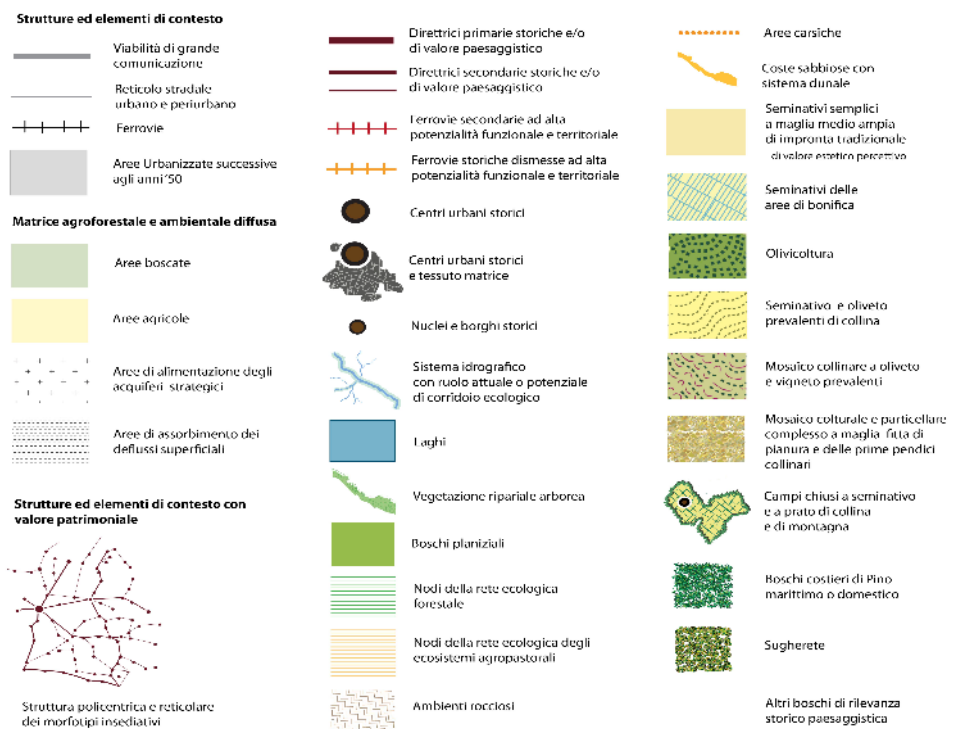 Strutture ed elementi di contesto
Viabilità di grande
comunicazione
Reticolo stradale
urbano e periurbano
Ferrovie
Aree Urbanizzate successive
agli anni'50
Matrice agroforestale e ambientale diffusa
Aree boscate
Aree agricole
Aree di alimentazione degli
acquiferi strategici
Aree di assorbimento dei
deflussi superficiali
Strutture ed elementi di contesto con
valore patrimoniale
Struttura policentrica e reticolare
dei morfotipi insediativi
Direttrici primarie storiche e/o
di valore paesaggistico
Direttrici secondarie storiche e/o
di valore paesaggistico
Ferrovie secondarie ad alta
potenzialità funzionale e territoriale
Ferrovie storiche dismesse ad alta
potenzialità funzionale e territoriale
Centri urbani storici
Centri urbani storici
e tessuto matrice
Nuclei e borghi storici
Sistema idrografico
con ruolo attuale o potenziale
di corridoio ecologico
Laghi
Vegetazione ripariale arborea
Boschi planiziali
Nodi della rete ecologica
forestale
Nodi della rete ecologica degli
ecosistemi agropastorali
Ambienti rocciosi
Aree carsiche
Coste sabbiose con
sistema dunale
Seminativi semplici
a maglia medio ampia
di impronta tradizionale
di valore estetico percettivo
Seminativi delle
aree di bonifica
Olivicoltura
Seminativo e oliveto
prevalenti di collina
Mosaico collinare a oliveto
e vigneto prevalenti
Mosaico colturale e particellare
complesso a maglia fitta di
pianura e delle prime pendici
collinari
Campi chiusi a seminativo
e a prato di collina
e di montagna
Boschi costieri di Pino
marittimo o domestico
Sugherete
Altri boschi di rilevanza
storico paesaggistica